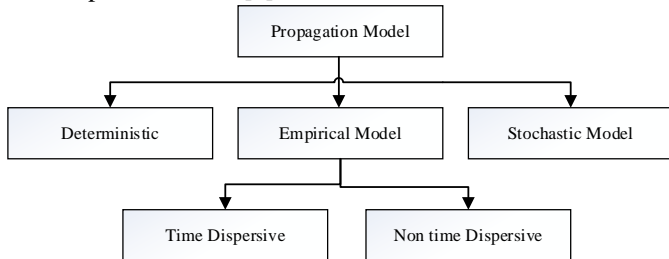 Propagation Model
Deterministic
Empirical Model
Stochastic Model
Time Dispersive
Non time Dispersive